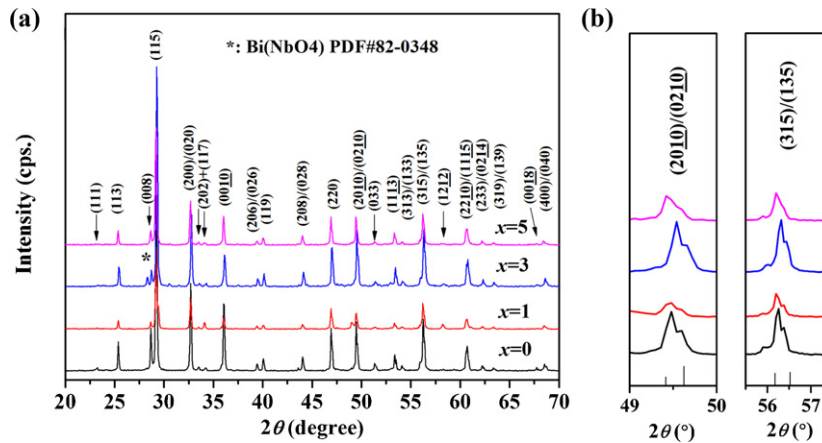 (a)
Intensity (cps.)
*: Bi(NbO4) PDF#82-0348
(111)
(113)
(008)
(115)
(200)/(020)
(202)+(117)
(0010)
(206)/(026)
(119)
(208)/(028)
(220)
(2010)/(0210)
(033)
(1113)
(313)/(133)
(315)/(135)
(1212)
(2210)/(1115)
(233)/(0214)
(319)/(139)
(0018)
(400)/(040)
x=5
*
x=3
x=1
x=0
20 25 30 35 40 45 50 55 60 65 70
2θ (degree)
(b)
(2010)/(0210)
(315)/(135)
49 50
56 57
2θ (°)
2θ (°)